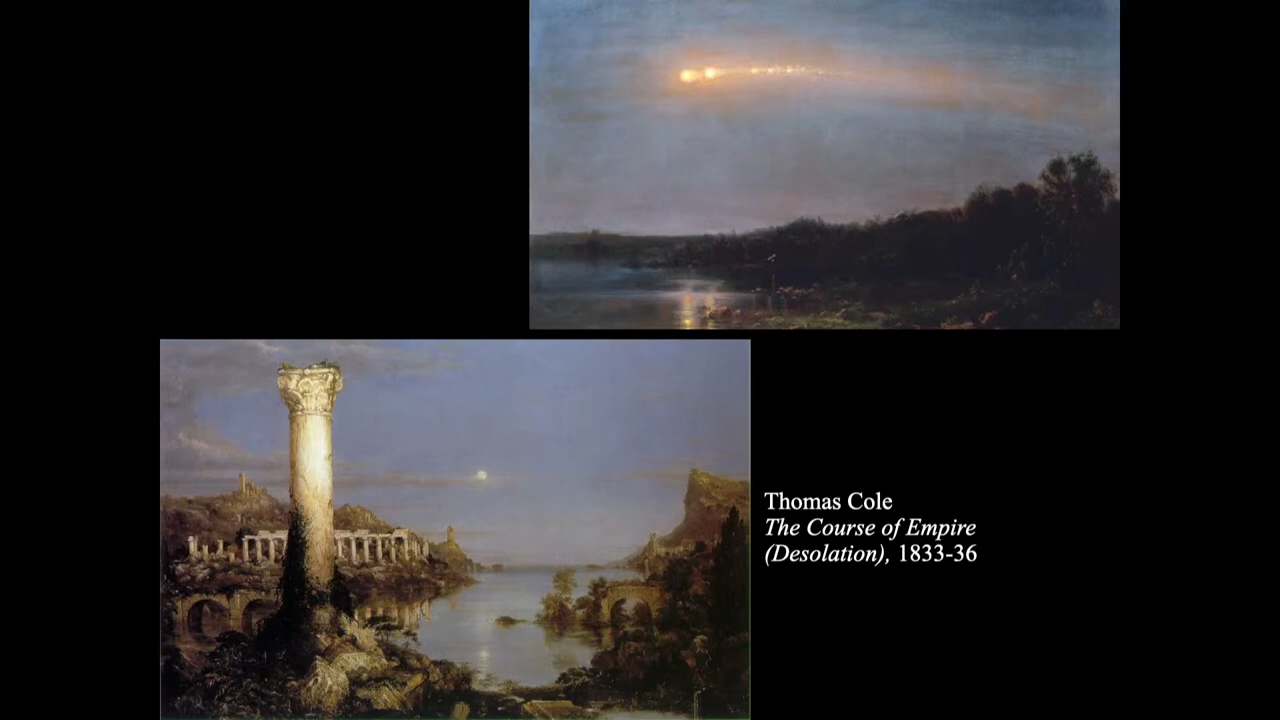 Thomas Cole
The Course of Empire
(Desolation), 1833-36